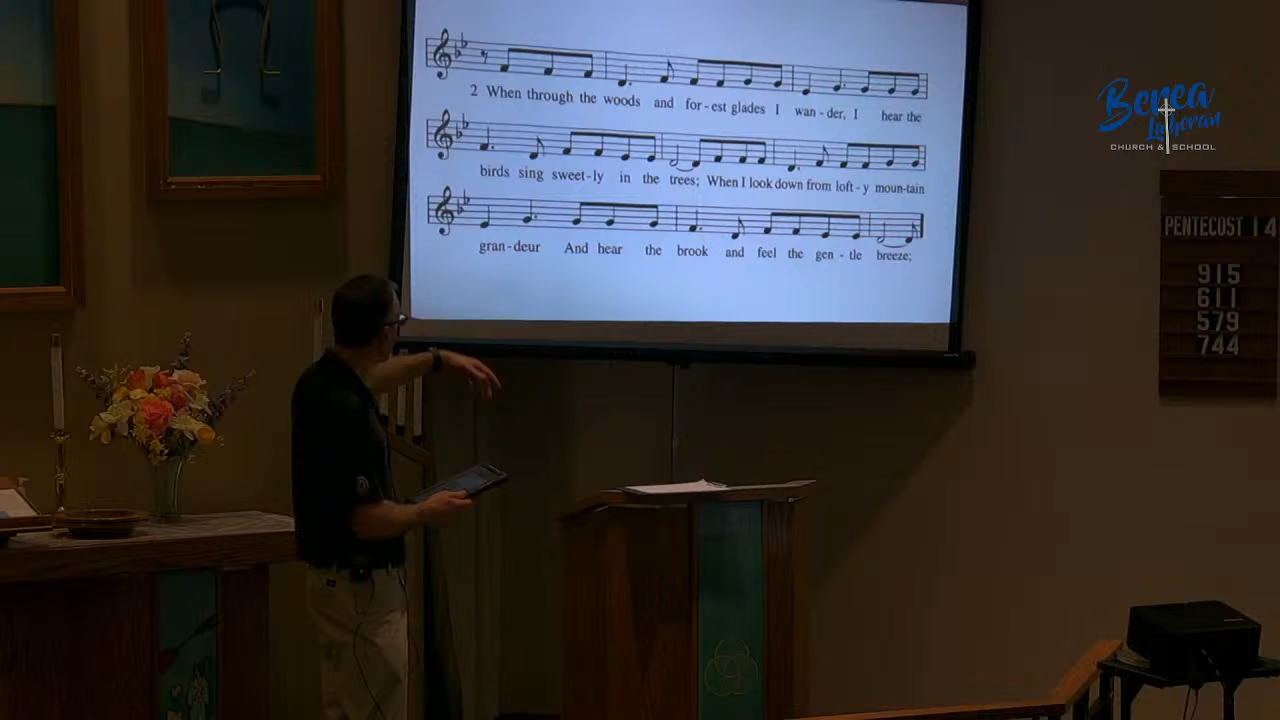 2 When through the woods and for-est glades I wan-der, I hear the
birds sing sweet-ly in the trees; When I look down from loft-y moun-tain
gran-deur And hear the brook and feel the gen-tle breeze;
Berea
Lutheran
CHURCH & SCHOOL
PENTECOST 14
915
611
579
744